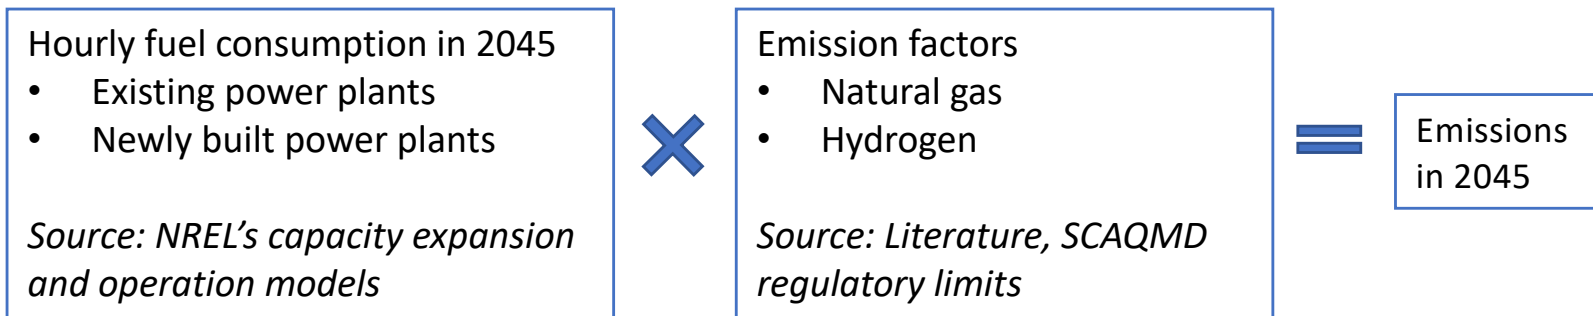 Hourly fuel consumption in 2045
• Existing power plants
• Newly built power plants
Source: NREL’s capacity expansion
and operation models
Emission factors
• Natural gas
• Hydrogen
Source: Literature, SCAQMD
regulatory limits
Emissions
in 2045